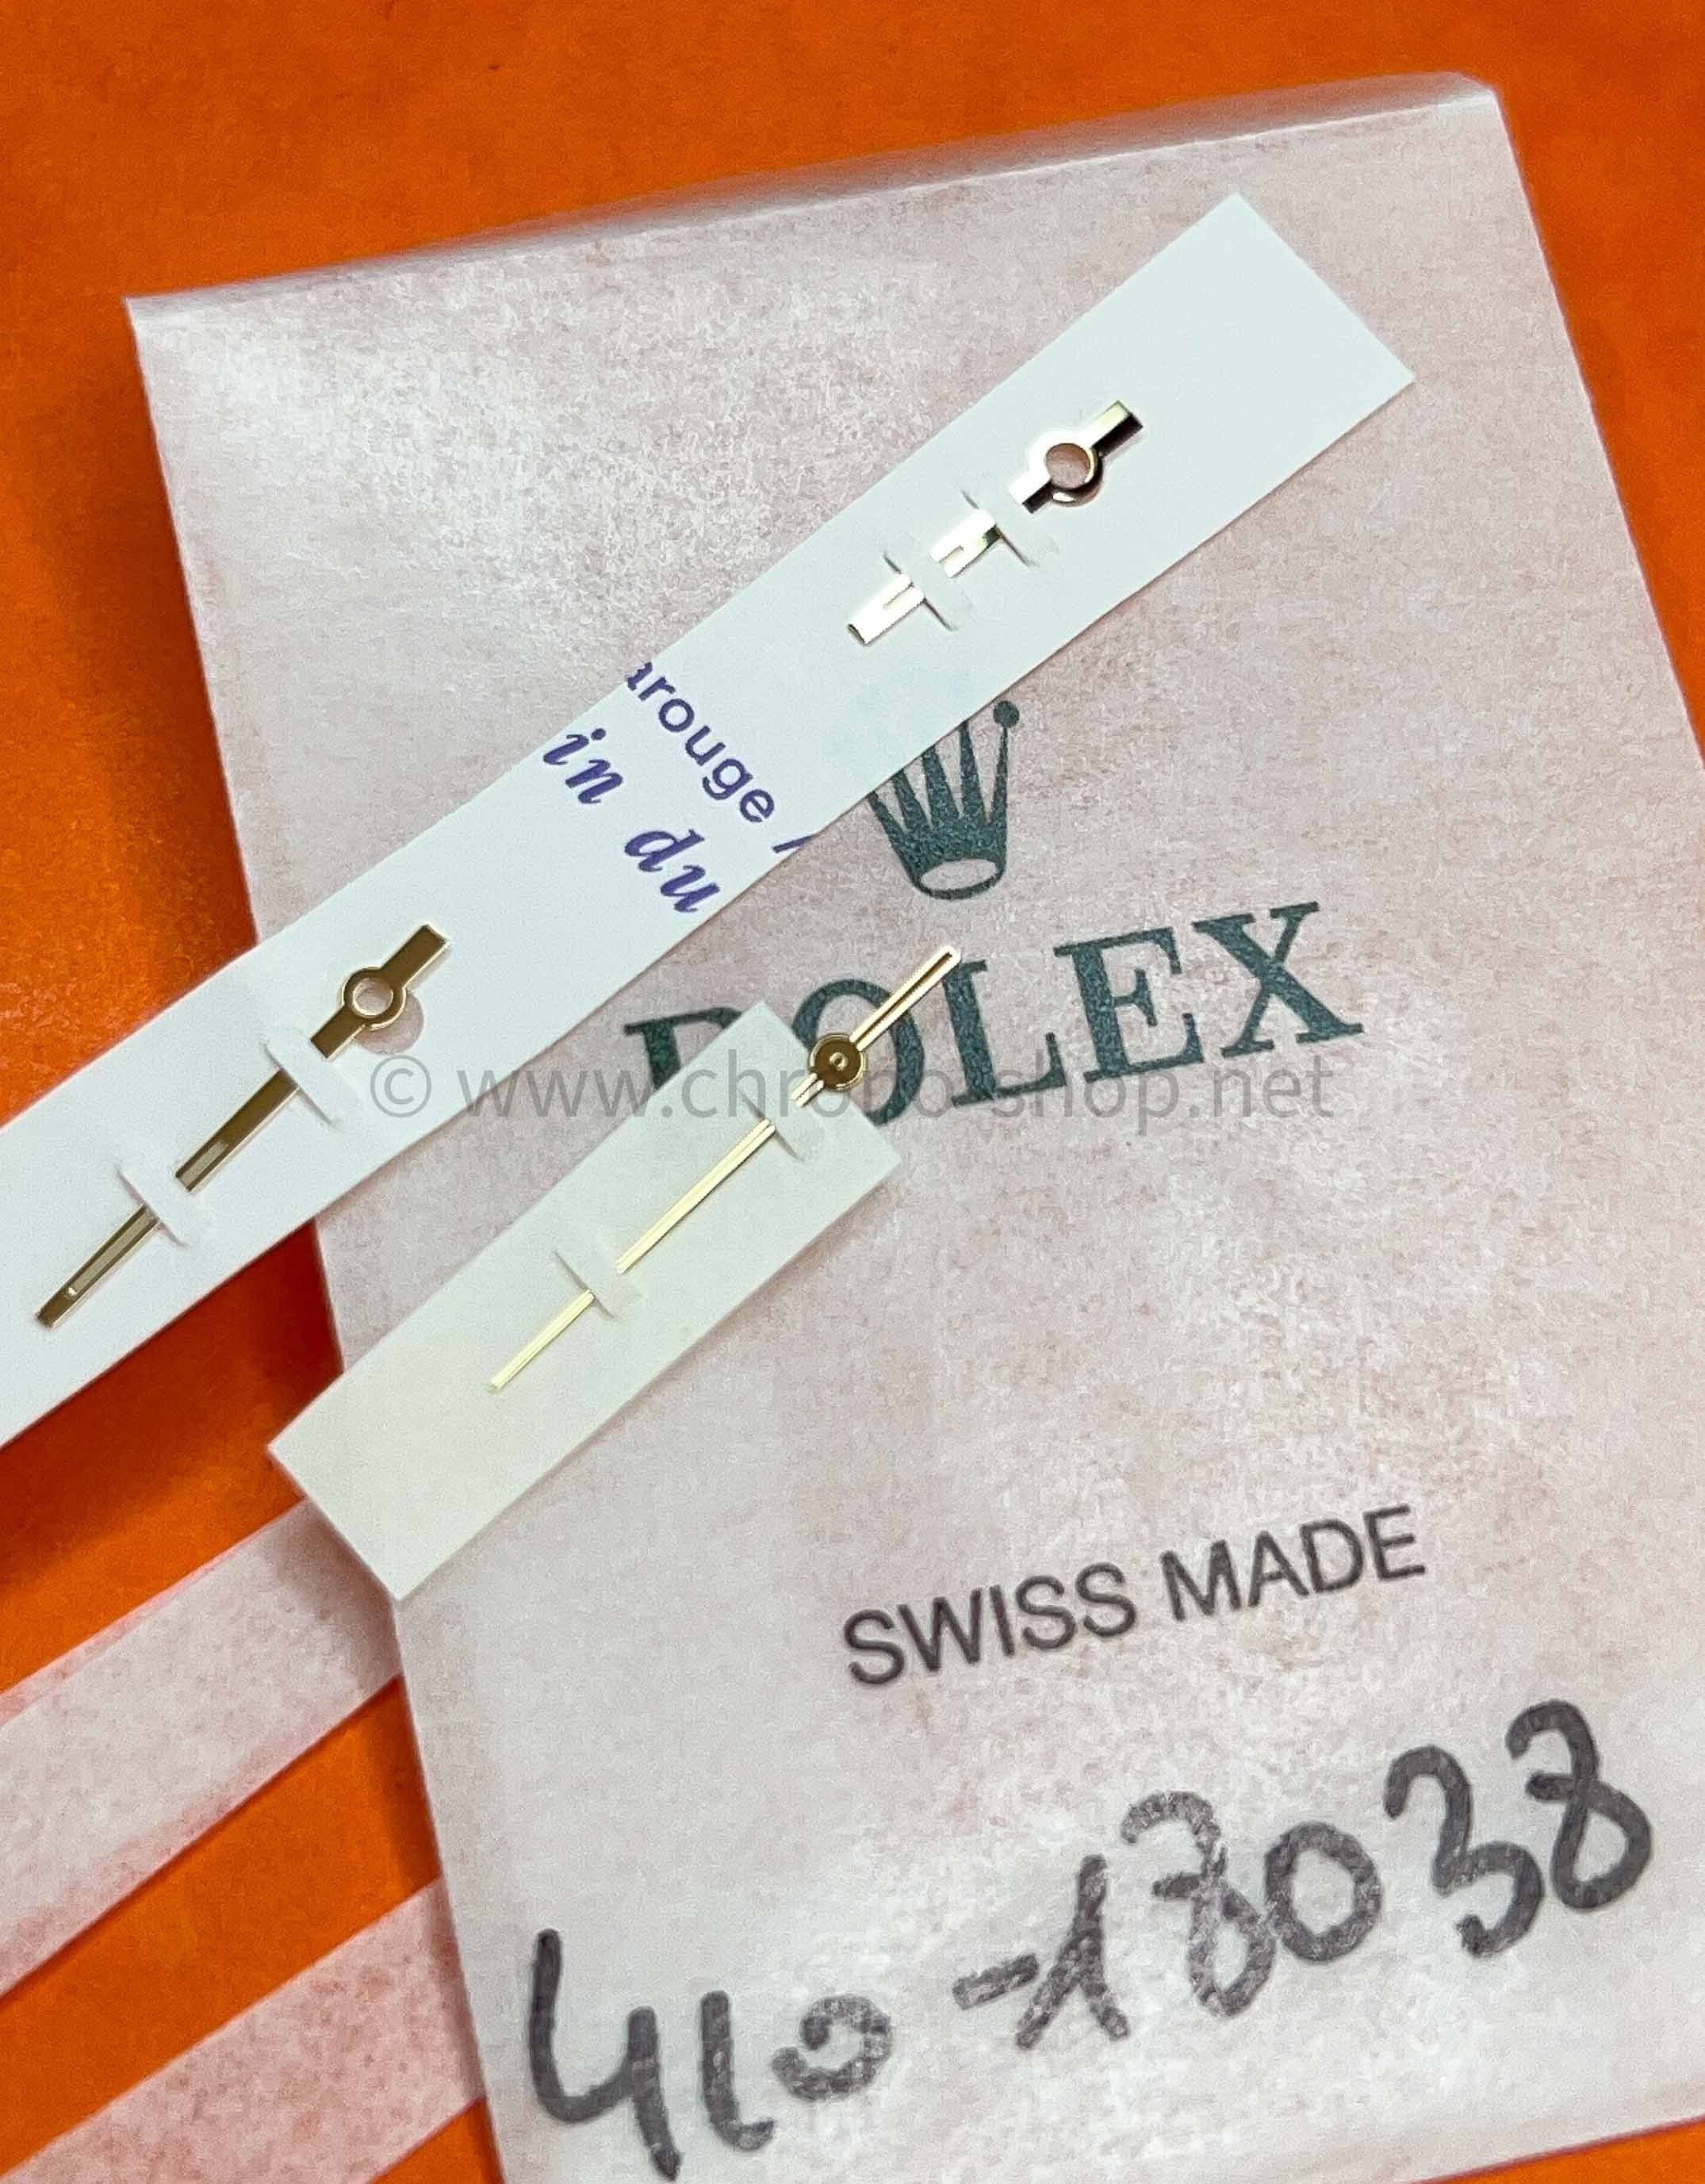 arouge
in du
ROLEX
© www.chrono-shop.net
SWISS MADE
410-18038